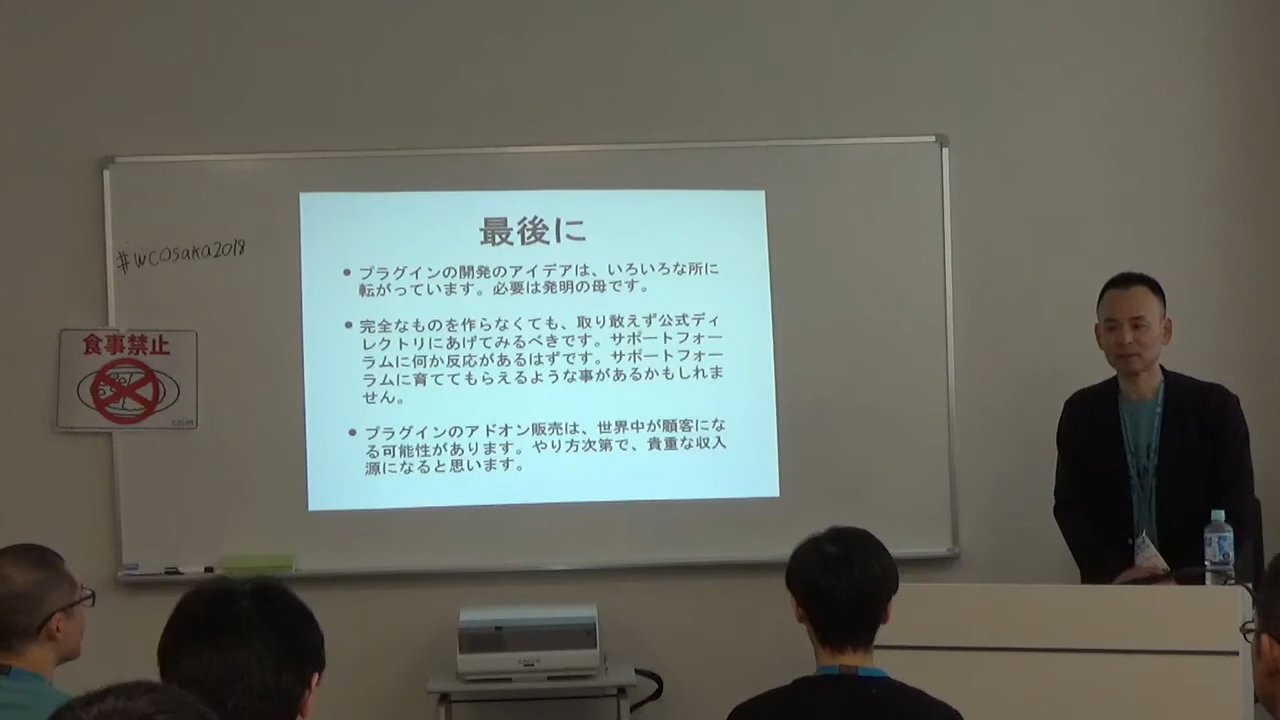 最後に
#wcosaka2018
プラグインの開発のアイデアは、いろいろな所に
転がっています。必要は発明の母です。
完全なものを作らなくても、取り敢えず公式ディ
レクトリにあげてみるべきです。サポートフォー
ラムに何か反応があるはずです。サポートフォー
ラムに育ててもらえるような事があるかもしれま
せん。
食事禁止
プラグインのアドオン販売は、世界中が顧客にな
る可能性があります。やり方次第で、貴重な収入
源になると思います。